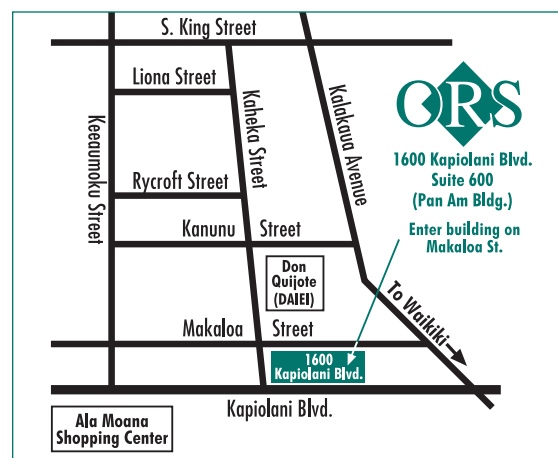 S. King Street
Liona Street
Keeaumoku Street
Kaheka Street
Kalakaua Avenue
ORS
1600 Kapiolani Blvd.
Suite 600
(Pan Am Bldg.)
Enter building on
Makaloa St.
Rycroft Street
Kanunu Street
Don
Quijote
(DAIEI)
To Waikiki
Makaloa Street
1600
Kapiolani Blvd.
Kapiolani Blvd.
Ala Moana
Shopping Center